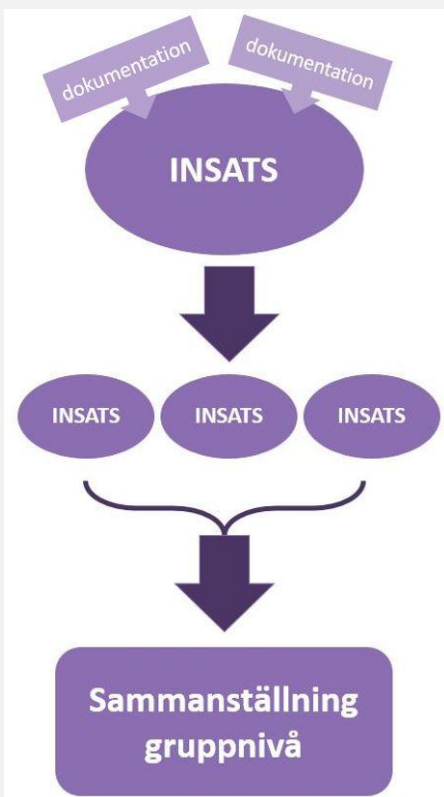 dokumentation
dokumentation
INSATS
INSATS
INSATS
INSATS
Sammanställning
gruppnivå